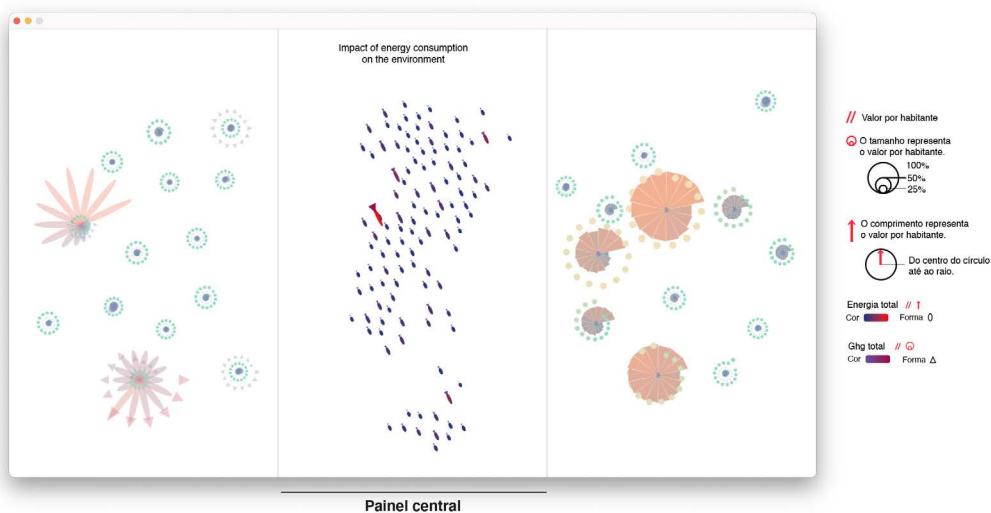 Impact of energy consumption
on the environment
// Valor por habitante
O tamanho representa
o valor por habitante.
100%
50%
25%
O comprimento representa
o valor por habitante.
Do centro do círculo
até ao raio.
Energia total //
Cor Forma
Ghg total //
Cor Forma
Painel central